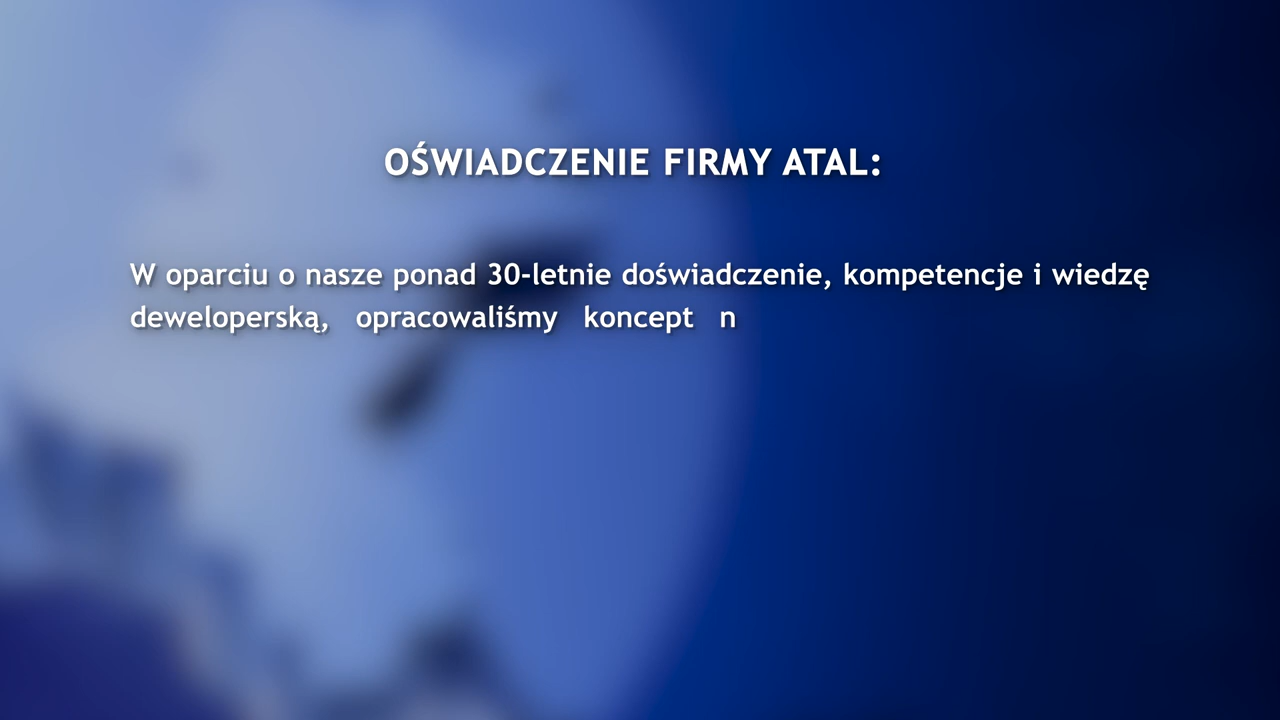 OŚWIADCZENIE FIRMY ATAL:
W oparciu o nasze ponad 30-letnie doświadczenie, kompetencje i wiedzę
deweloperską, opracowaliśmy koncept n